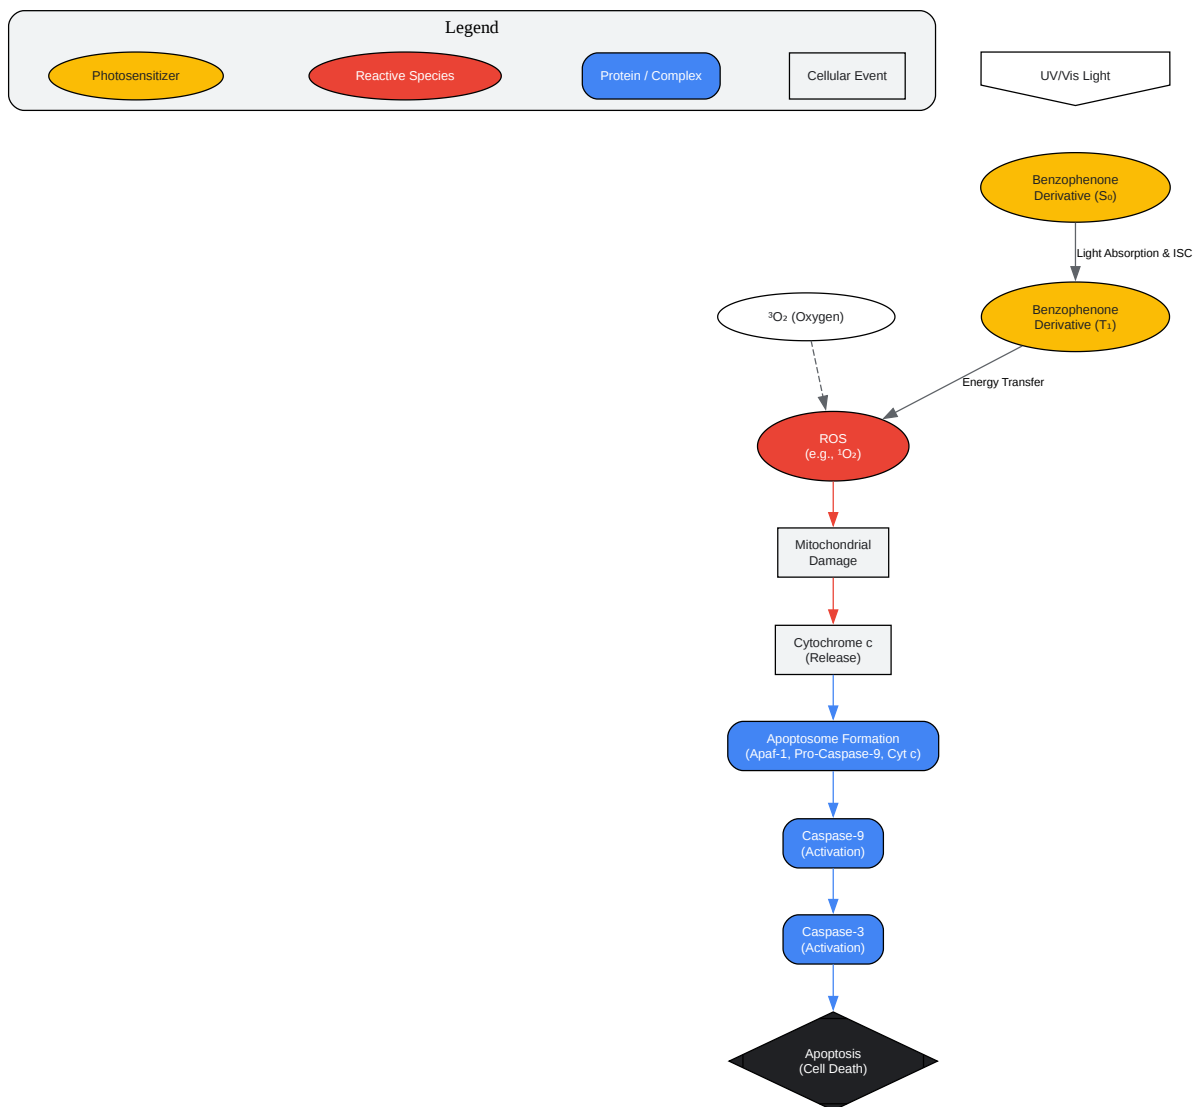 Legend
Photosensitizer
Reactive Species
Protein / Complex
Cellular Event
UV/Vis Light
Benzophenone
Derivative (S₀)
Light Absorption & ISC
³O₂ (Oxygen)
Benzophenone
Derivative (T₁)
Energy Transfer
ROS
(e.g., ¹O₂)
Mitochondrial
Damage
Cytochrome c
(Release)
Apoptosome Formation
(Apaf-1, Pro-Caspase-9, Cyt c)
Caspase-9
(Activation)
Caspase-3
(Activation)
Apoptosis
(Cell Death)